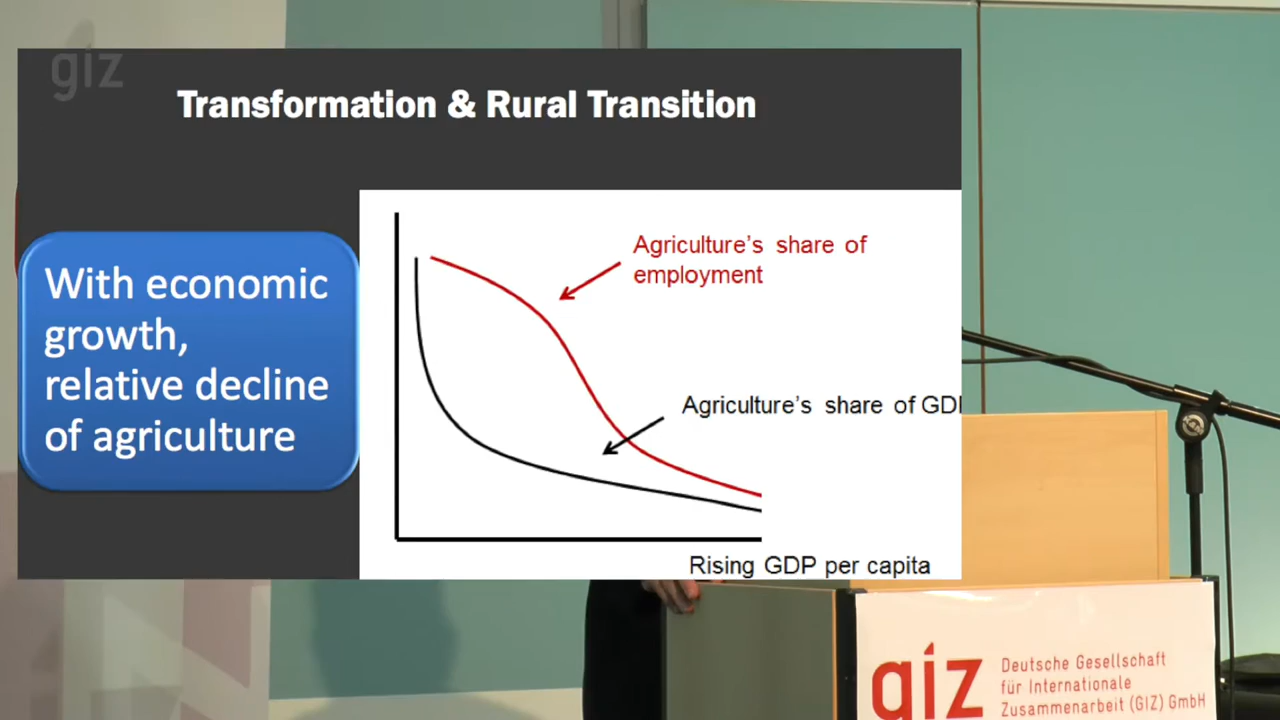 giz
Transformation & Rural Transition
With economic
growth,
relative decline
of agriculture
Agriculture's share of
employment
Agriculture's share of GD
Rising GDP per capita
giz
Deutsche Gesellschaft
für Internationale
Zusammenarbeit (GIZ) GmbH